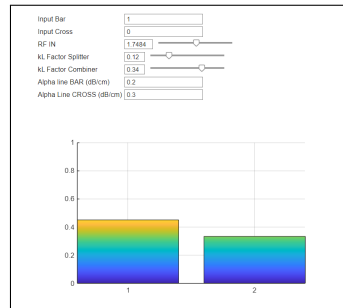 Input Bar 1
Input Cross 0
RF IN 1.7484
kL Factor Splitter 0.12
kL Factor Combiner 0.34
Alpha line BAR (dB/cm) 0.2
Alpha Line CROSS (dB/cm) 0.3
1
0.8
0.6
0.4
0.2
0
1 2